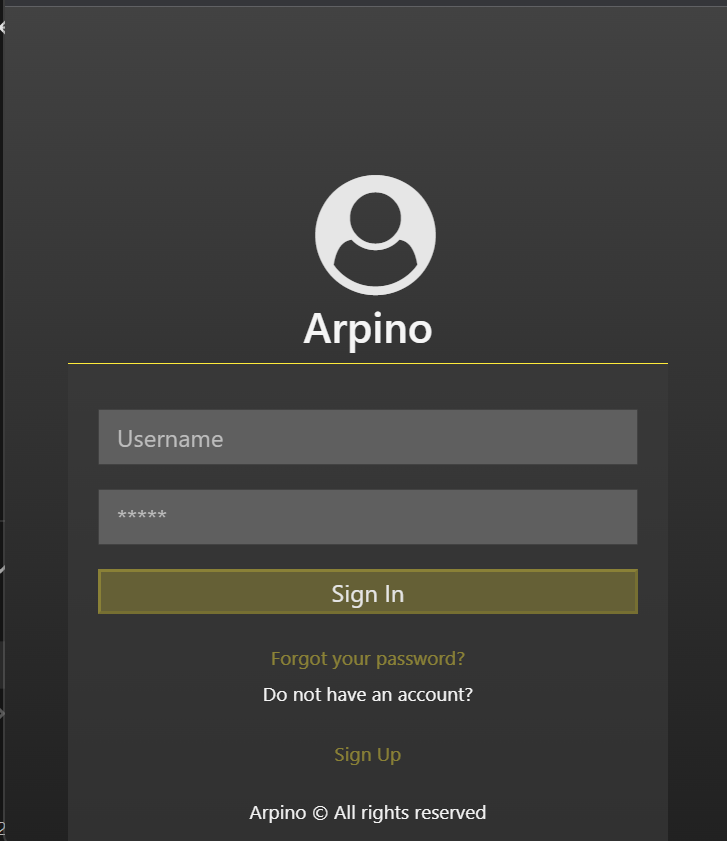 Arpino
Username
*****
Sign In
Forgot your password?
Do not have an account?
Sign Up
Arpino © All rights reserved